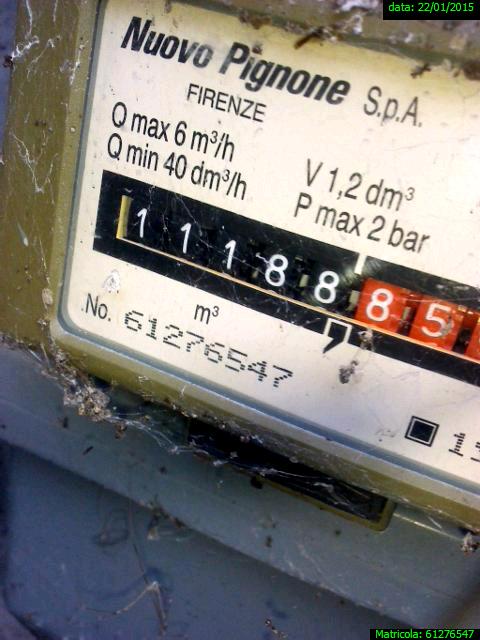 data: 22/01/2015
Nuovo Pignone S.p.A.
FIRENZE
Q max 6 m³/h
Q min 40 dm³/h
V 1,2 dm³
P max 2 bar
1 1 1 8 8 8 5
m³
No. 61276547
Matricola: 61276547